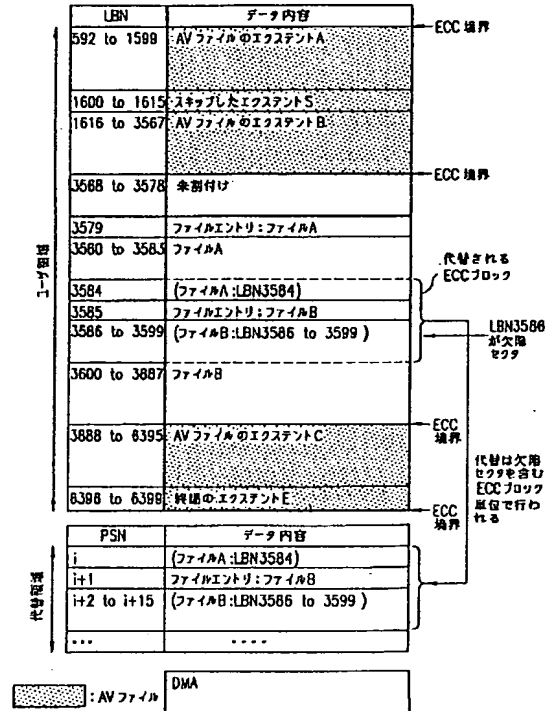 LBN データ内容
ECC 境界
592 to 1599 AVファイルのエクステントA
1600 to 1615 スキップしたエクステントS
1616 to 3567 AVファイルのエクステントB
ECC 境界
3568 to 3578 未割付け
3579 ファイルエントリ:ファイルA
3580 to 3583 ファイルA
代替される
ECCブロック
3584 (ファイルA:LBN3584)
3585 ファイルエントリ:ファイルB
3586 to 3599 (ファイルB:LBN3586 to 3599 )
LBN3586
が欠陥
セクタ
3600 to 3887 ファイルB
ECC
境界
3888 to 6395 AVファイルのエクステントC
代替は欠陥
セクタを含む
ECCブロック
単位で行わ
れる
6396 to 6399 終端のエクステントE
ECC
境界
ユーザ領域
PSN データ内容
i (ファイルA:LBN3584)
i+1 ファイルエントリ:ファイルB
i+2 to i+15 (ファイルB:LBN3586 to 3599 )
... ....
代替領域
DMA
:AVファイル